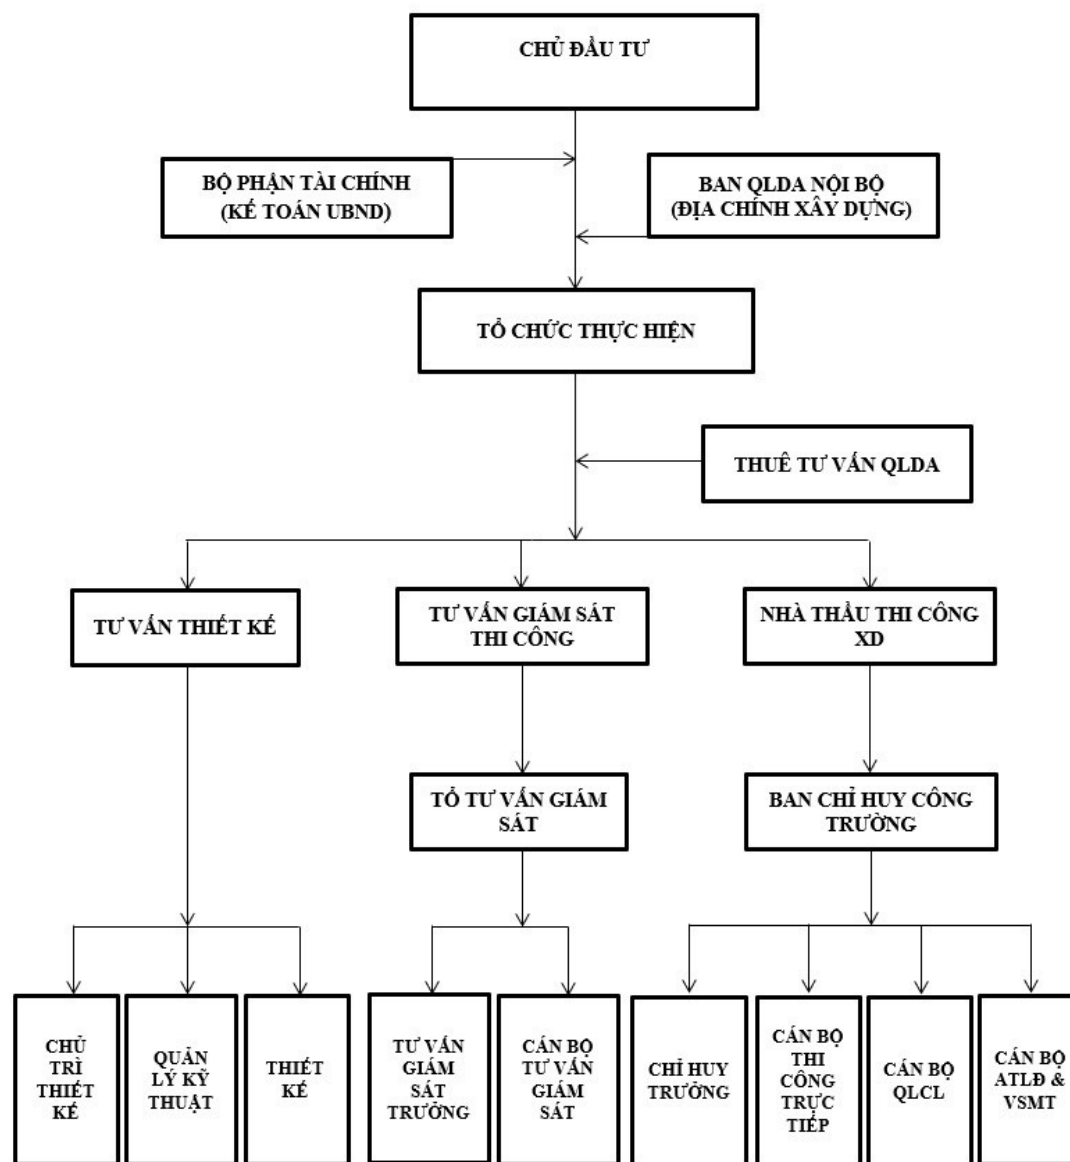 CHỦ ĐẦU TƯ
BỘ PHẬN TÀI CHÍNH
(KẾ TOÁN UBND)
BAN QLDA NỘI BỘ
(ĐỊA CHÍNH XÂY DỰNG)
TỔ CHỨC THỰC HIỆN
THUÊ TƯ VẤN QLDA
TƯ VẤN THIẾT KẾ
TƯ VẤN GIÁM SÁT
THI CÔNG
NHÀ THẦU THI CÔNG
XD
TỔ TƯ VẤN GIÁM
SÁT
BAN CHỈ HUY CÔNG
TRƯỜNG
CHỦ
TRÌ
THIẾT
KẾ
QUẢN
LÝ KỸ
THUẬT
THIẾT
KẾ
TƯ VẤN
GIÁM
SÁT
TRƯỞNG
CÁN BỘ
TƯ VẤN
GIÁM
SÁT
CHỈ HUY
TRƯỞNG
CÁN BỘ
THI
CÔNG
TRỰC
TIẾP
CÁN BỘ
QLCL
CÁN BỘ
ATLĐ &
VSMT